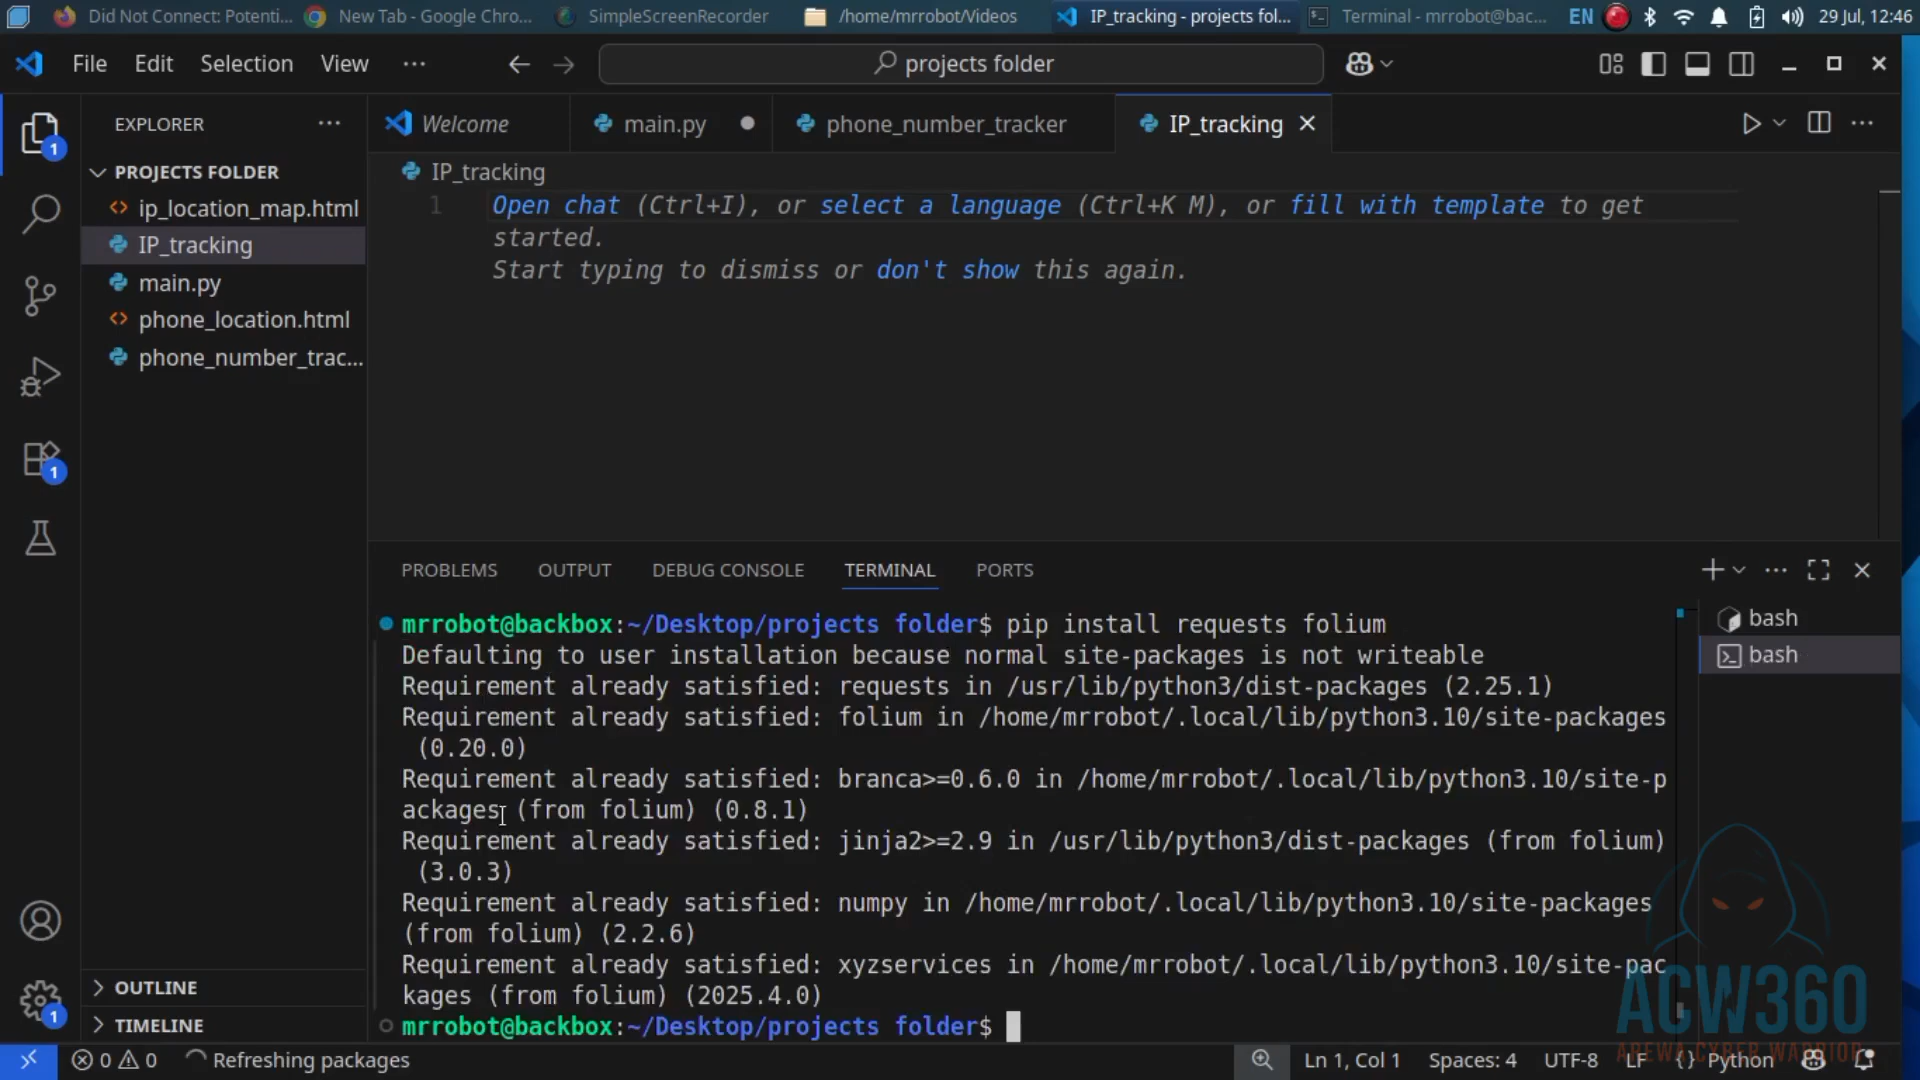 Did Not Connect: Potenti...
New Tab - Google Chro...
SimpleScreenRecorder
/home/mrrobot/Videos
IP_tracking - projects fol...
Terminal - mrrobot@bac...
EN
29 Jul, 12:46
File
Edit
Selection
View
projects folder
EXPLORER
Welcome
main.py
phone_number_tracker
IP_tracking
1
PROJECTS FOLDER
ip_location_map.html
IP_tracking
main.py
phone_location.html
phone_number_trac...
IP_tracking
1
Open chat (Ctrl+I), or select a language (Ctrl+K M), or fill with template to get
started.
Start typing to dismiss or don't show this again.
1
PROBLEMS
OUTPUT
DEBUG CONSOLE
TERMINAL
PORTS
mrrobot@backbox:~/Desktop/projects folder$ pip install requests folium
Defaulting to user installation because normal site-packages is not writeable
Requirement already satisfied: requests in /usr/lib/python3/dist-packages (2.25.1)
Requirement already satisfied: folium in /home/mrrobot/.local/lib/python3.10/site-packages
(0.20.0)
Requirement already satisfied: branca>=0.6.0 in /home/mrrobot/.local/lib/python3.10/site-p
ackages (from folium) (0.8.1)
Requirement already satisfied: jinja2>=2.9 in /usr/lib/python3/dist-packages (from folium)
(3.0.3)
Requirement already satisfied: numpy in /home/mrrobot/.local/lib/python3.10/site-packages
(from folium) (2.2.6)
Requirement already satisfied: xyzservices in /home/mrrobot/.local/lib/python3.10/site-pac
kages (from folium) (2025.4.0)
mrrobot@backbox:~/Desktop/projects folder$
bash
bash
OUTLINE
TIMELINE
1
ACW360
AREWA CYBER WARRIOR
0
0
Refreshing packages
Ln 1, Col 1
Spaces: 4
UTF-8
LF
{} Python